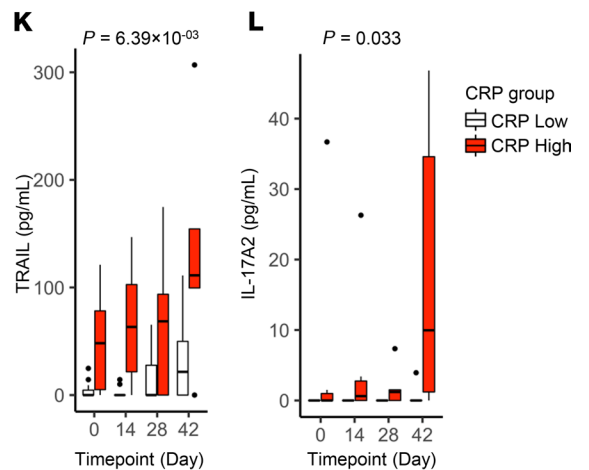 K
P = 6.39×10⁻⁰³
TRAIL (pg/mL)
300
200
100
0
0 14 28 42
Timepoint (Day)
L
P = 0.033
IL-17A2 (pg/mL)
40
30
20
10
0
0 14 28 42
Timepoint (Day)
CRP group
CRP Low
CRP High